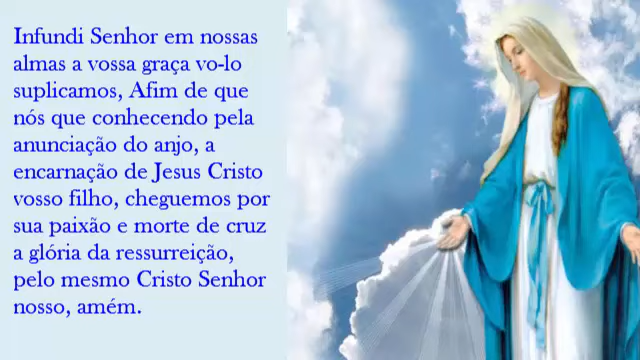 Infundi Senhor em nossas
almas a vossa graça vo-lo
suplicamos, Afim de que
nós que conhecendo pela
anunciação do anjo, a
encarnação de Jesus Cristo
vosso filho, cheguemos por
sua paixão e morte de cruz
a glória da ressurreição,
pelo mesmo Cristo Senhor
nosso, amém.